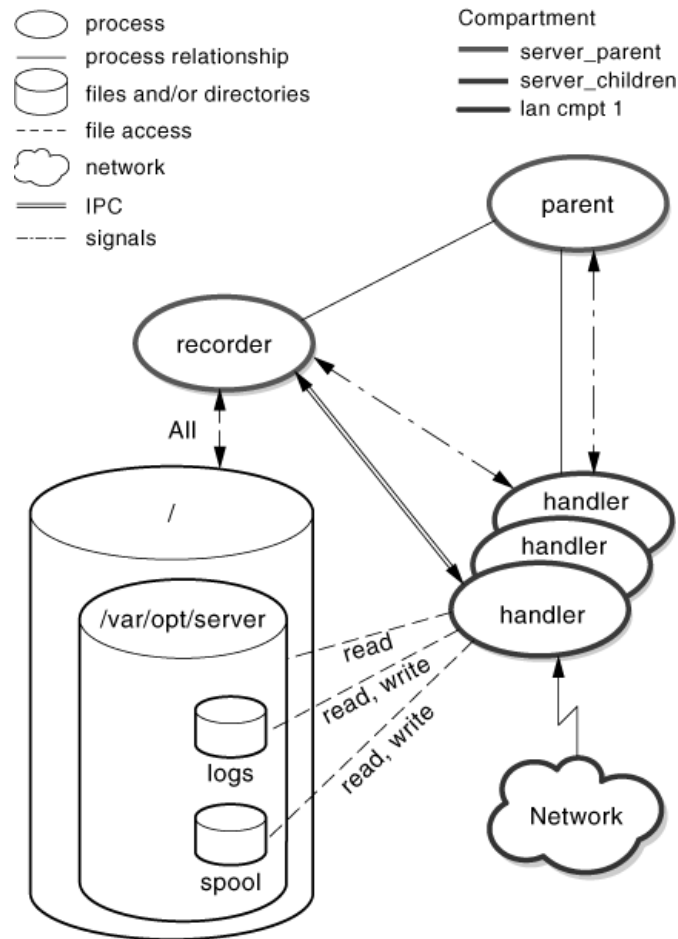 process
process relationship
files and/or directories
file access
network
IPC
signals
Compartment
server_parent
server_children
lan cmpt 1
parent
recorder
All
/
handler
handler
handler
/var/opt/server
read
read, write
read, write
logs
spool
Network